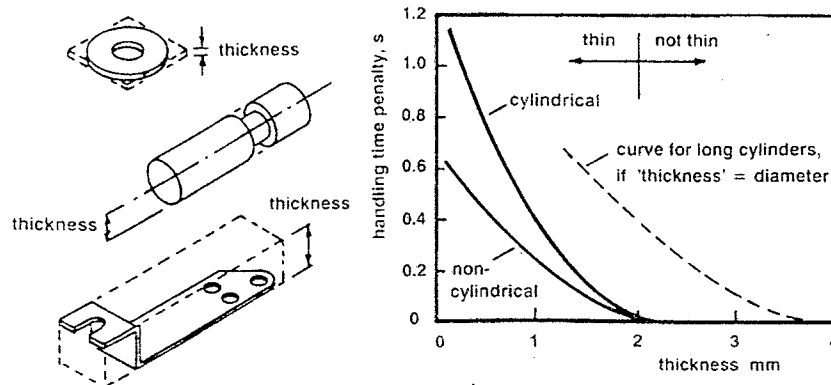 thickness
thickness
thickness
handling time penalty, s
1.2
1.0
0.8
0.6
0.4
0.2
0
thin
not thin
cylindrical
curve for long cylinders,
if 'thickness' = diameter
non-
cylindrical
0
1
2
3
thickness mm